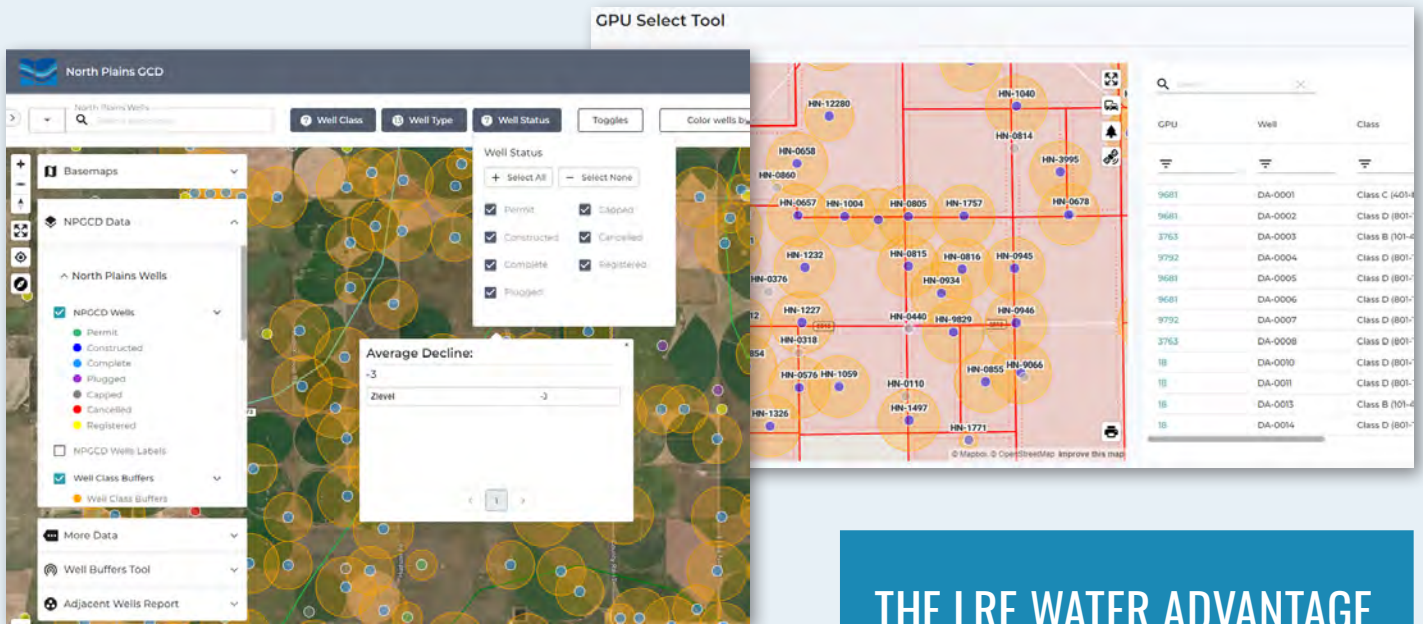 GPU Select Tool
North Plains GCD
North Plains Wells
Well Class
Well Type
Well Status
Toggles
Color wells by
Well Status
+ Select All
− Select None
Permit
Capped
Constructed
Cancelled
Complete
Registered
Plugged
Basemaps
NPGCD Data
North Plains Wells
NPGCD Wells
Permit
Constructed
Complete
Plugged
Capped
Cancelled
Registered
NPGCD Wells Labels
Well Class Buffers
Well Class Buffers
More Data
Well Buffers Tool
Adjacent Wells Report
Average Decline:
-3
Zlevel -3
1
HN-12280
HN-1040
HN-0814
HN-0658
HN-3995
HN-0860
HN-0657 HN-1004 HN-0805 HN-1757 HN-0678
HN-1232 HN-0815 HN-0816 HN-0945
HN-0376 HN-0934
HN-1227 HN-0440 HN-9829 HN-0946
HN-0318
HN-0576 HN-1059 HN-0110 HN-0855 HN-9066
HN-1326 HN-1497
HN-1771
© Mapbox © OpenStreetMap Improve this map
GPU Well Class
9681 DA-0001 Class C (401-
9681 DA-0002 Class D (801-
3763 DA-0003 Class B (101-4
9792 DA-0004 Class D (801-
9681 DA-0005 Class D (801-
9681 DA-0006 Class D (801-
9792 DA-0007 Class D (801-
3763 DA-0008 Class D (801-
18 DA-0010 Class D (801-
18 DA-0011 Class D (801-
18 DA-0013 Class B (101-4
18 DA-0014 Class D (801-
THE LRE WATER ADVANTAGE